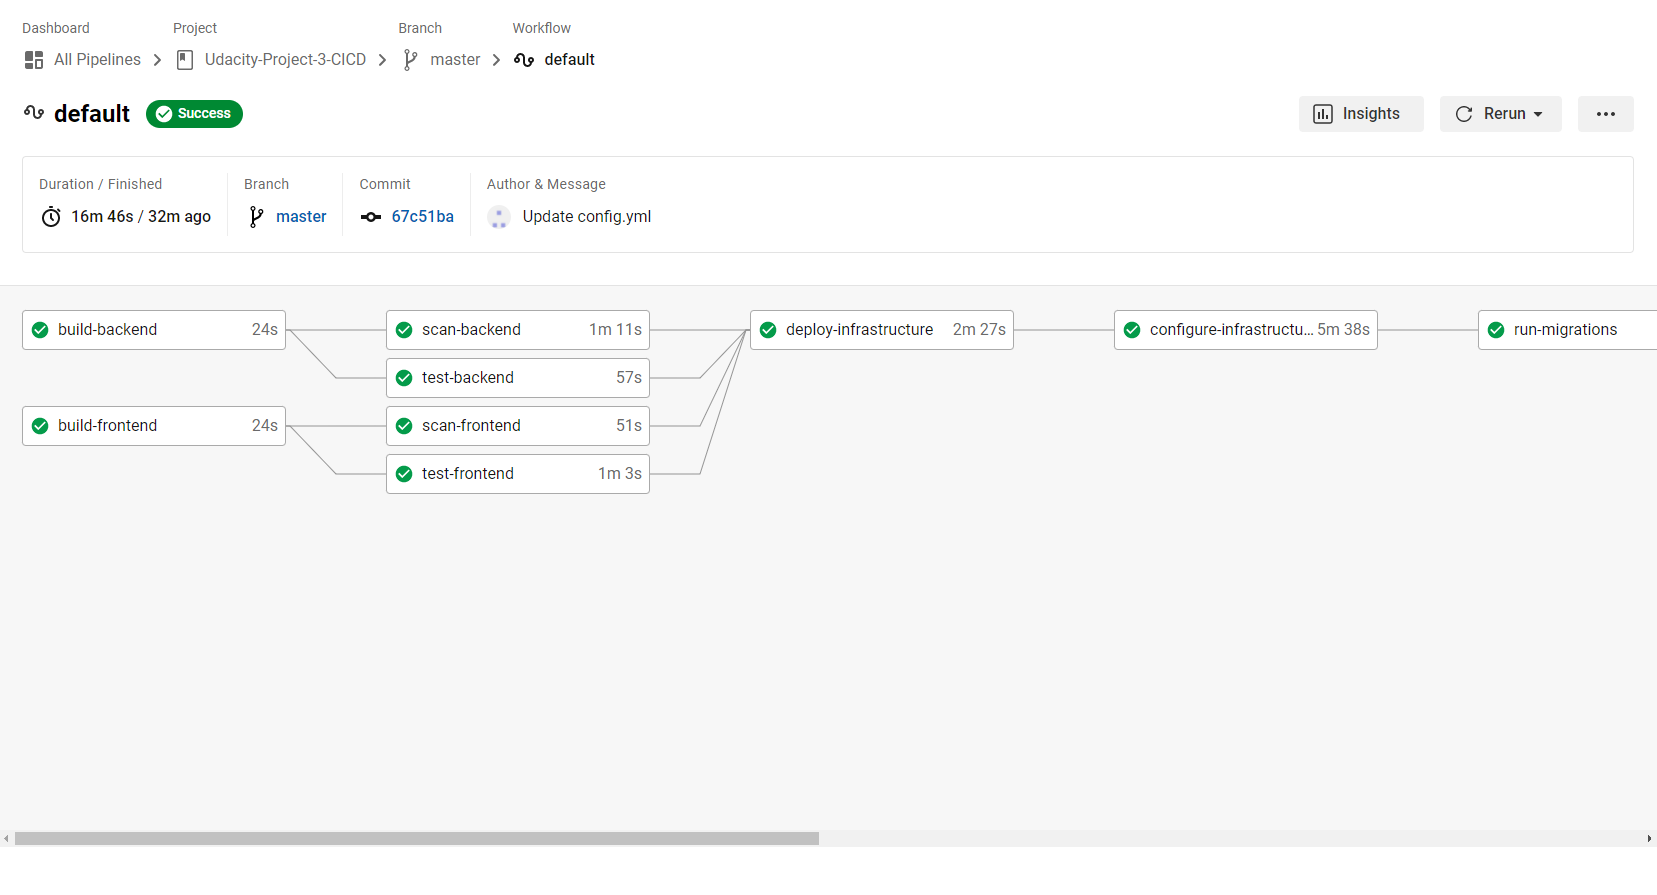 Dashboard Project Branch Workflow
All Pipelines Udacity-Project-3-CICD master default
default Success Insights Rerun
Duration / Finished Branch Commit Author & Message
16m 46s / 32m ago master 67c51ba Update config.yml
build-backend 24s scan-backend 1m 11s deploy-infrastructure 2m 27s configure-infrastructu... 5m 38s run-migrations
test-backend 57s
build-frontend 24s scan-frontend 51s
test-frontend 1m 3s